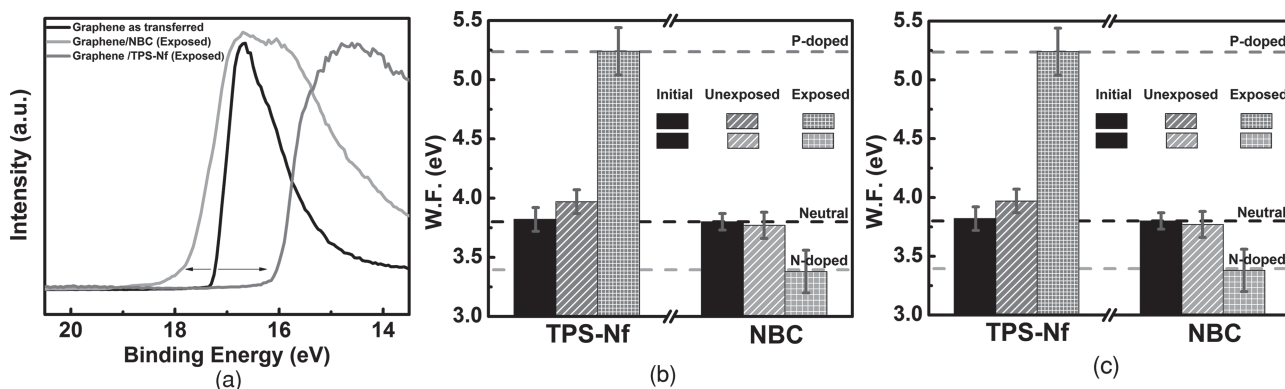 Graphene as transferred
Graphene/NBC (Exposed)
Graphene /TPS-Nf (Exposed)
Intensity (a.u.)
20 18 16 14
Binding Energy (eV)
(a)
5.5
5.0
4.5
4.0
3.5
3.0
W.F. (eV)
P-doped
Initial Unexposed Exposed
Neutral
N-doped
TPS-Nf NBC
(b)
5.5
5.0
4.5
4.0
3.5
3.0
W.F. (eV)
P-doped
Initial Unexposed Exposed
Neutral
N-doped
TPS-Nf NBC
(c)